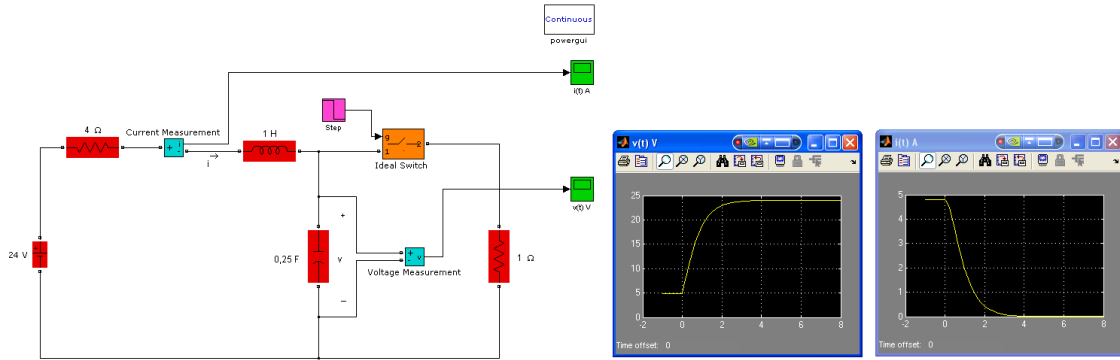 Continuous
powergui
i(t) A
4 Ω
Current Measurement
i
1 H
Step
g
1
2
Ideal Switch
v(t) V
24 V
+
0,25 F
+
v
−
+
-
v
Voltage Measurement
1 Ω
v(t) V
25
20
15
10
5
0
-2
0
2
4
6
8
Time offset: 0
i(t) A
5
4
3
2
1
0
-2
0
2
4
6
8
Time offset: 0